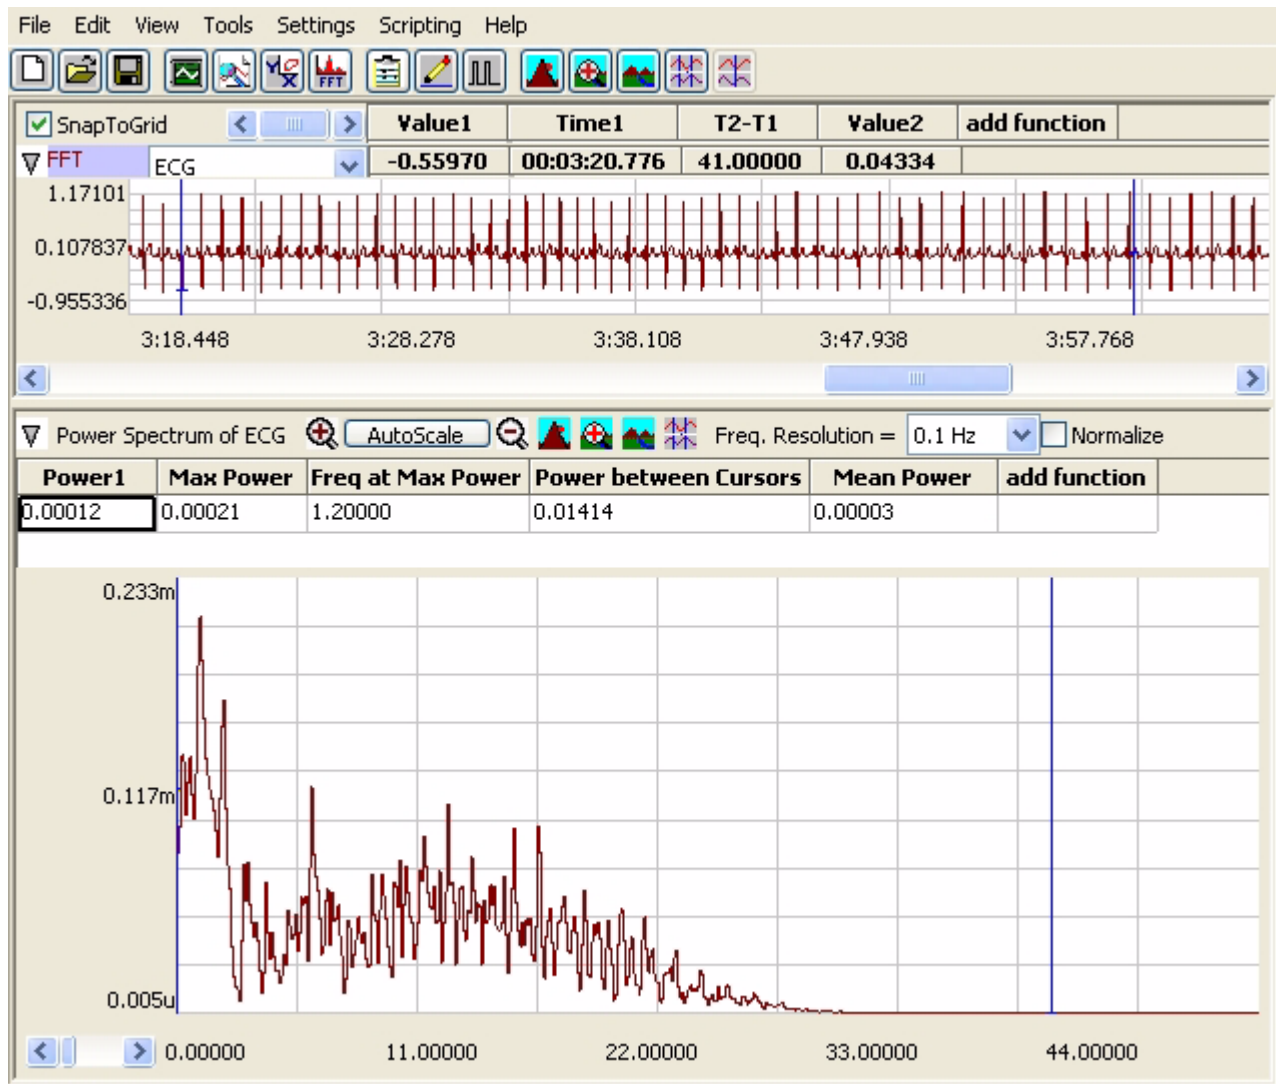 File Edit View Tools Settings Scripting Help
FFT
SnapToGrid Value1 Time1 T2-T1 Value2 add function
FFT ECG -0.55970 00:03:20.776 41.00000 0.04334
1.17101
0.107837
-0.955336
3:18.448 3:28.278 3:38.108 3:47.938 3:57.768
Power Spectrum of ECG AutoScale Freq. Resolution = 0.1 Hz Normalize
Power1 Max Power Freq at Max Power Power between Cursors Mean Power add function
0.00012 0.00021 1.20000 0.01414 0.00003
0.233m
0.117m
0.005u
0.00000 11.00000 22.00000 33.00000 44.00000